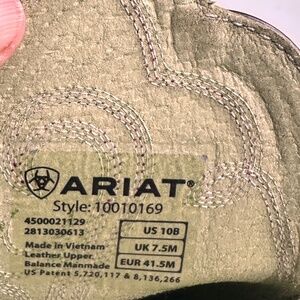 ARIAT®
Style: 10010169
4500021129
2813030613
US 10B
UK 7.5M
EUR 41.5M
Made in Vietnam
Leather Upper
Balance Manmade
US Patent 5,720,117 & 8,136,266